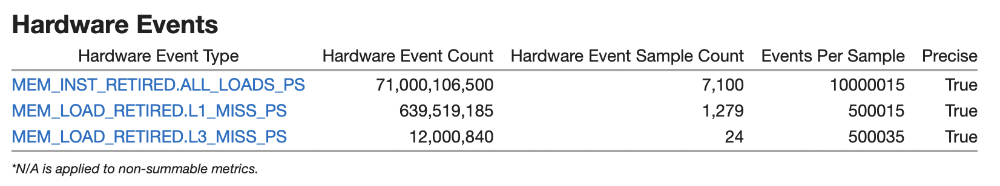 Hardware Events
Hardware Event Type Hardware Event Count Hardware Event Sample Count Events Per Sample Precise
MEM_INST_RETIRED.ALL_LOADS_PS 71,000,106,500 7,100 10000015 True
MEM_LOAD_RETIRED.L1_MISS_PS 639,519,185 1,279 500015 True
MEM_LOAD_RETIRED.L3_MISS_PS 12,000,840 24 500035 True
*N/A is applied to non-summable metrics.